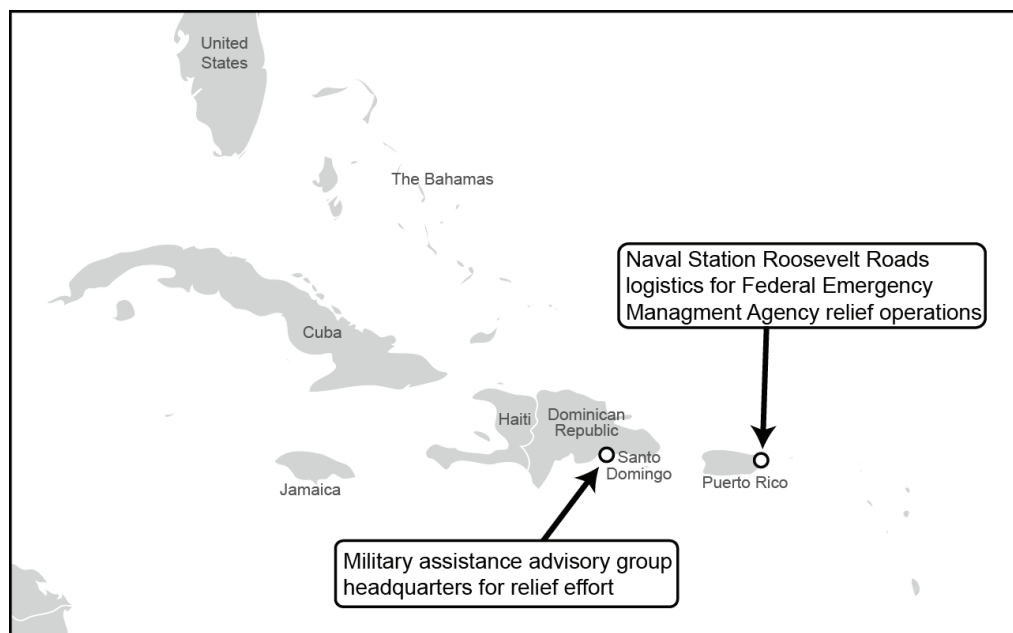 United
States
The Bahamas
Naval Station Roosevelt Roads
logistics for Federal Emergency
Managment Agency relief operations
Cuba
Haiti
Dominican
Republic
Santo
Domingo
Puerto Rico
Jamaica
Military assistance advisory group
headquarters for relief effort